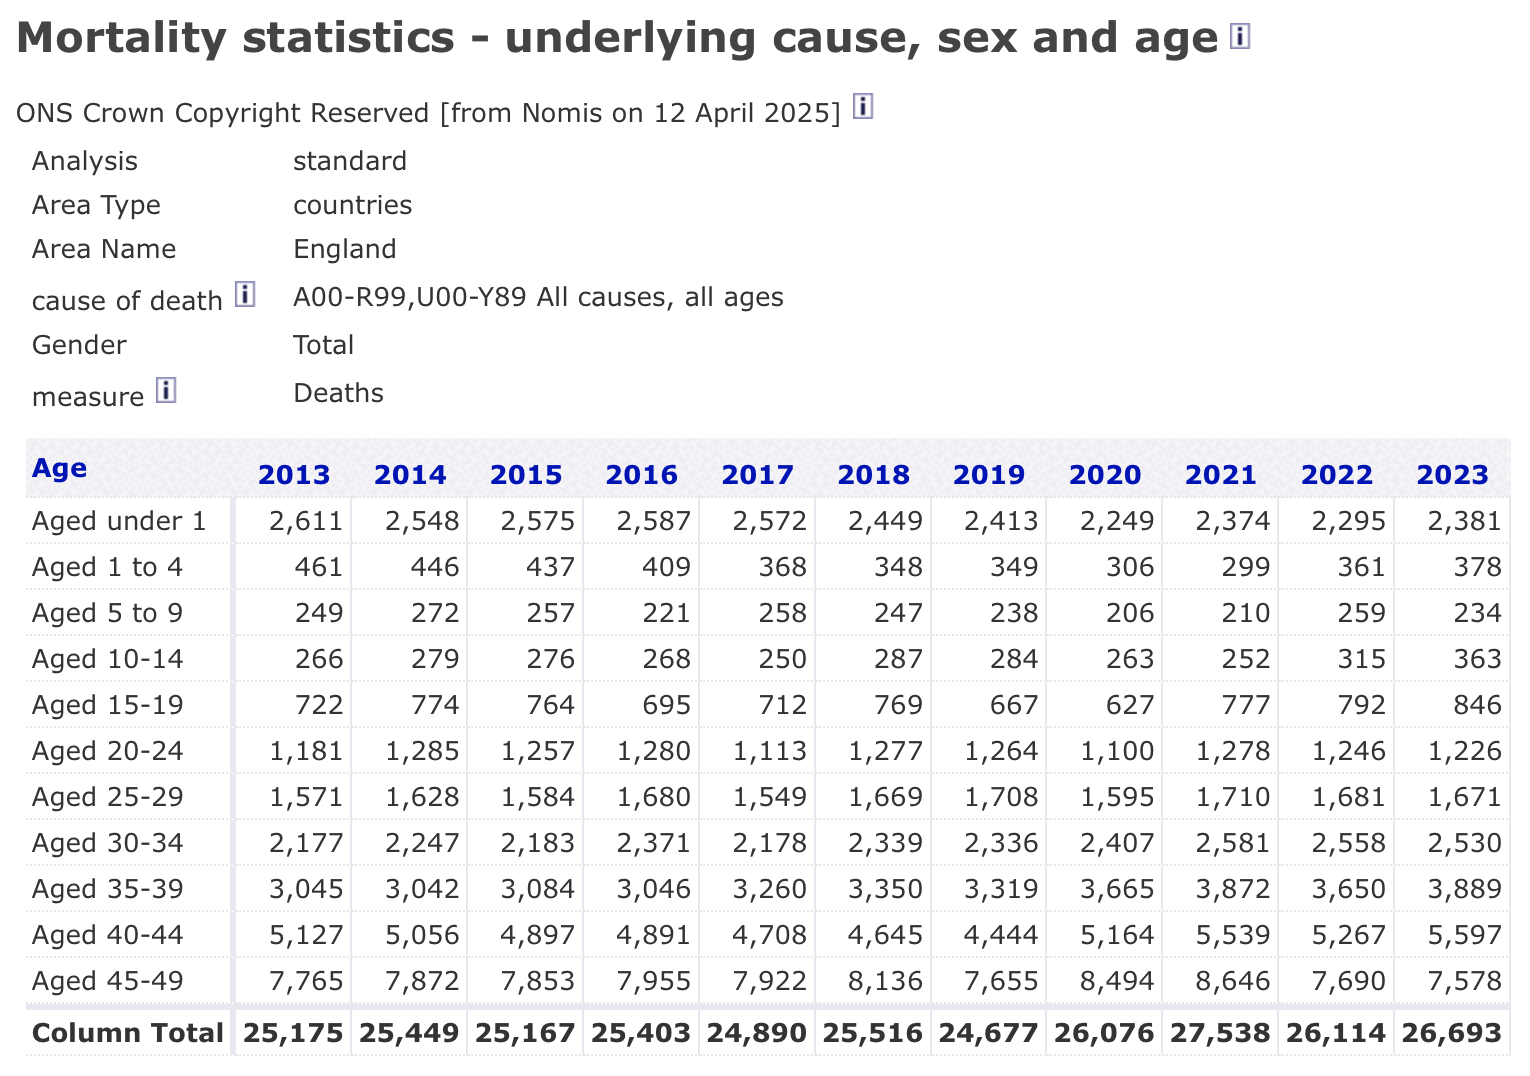 Mortality statistics - underlying cause, sex and age i
ONS Crown Copyright Reserved [from Nomis on 12 April 2025] i
Analysis standard
Area Type countries
Area Name England
cause of death i A00-R99,U00-Y89 All causes, all ages
Gender Total
measure i Deaths
Age 2013 2014 2015 2016 2017 2018 2019 2020 2021 2022 2023
Aged under 1 2,611 2,548 2,575 2,587 2,572 2,449 2,413 2,249 2,374 2,295 2,381
Aged 1 to 4 461 446 437 409 368 348 349 306 299 361 378
Aged 5 to 9 249 272 257 221 258 247 238 206 210 259 234
Aged 10-14 266 279 276 268 250 287 284 263 252 315 363
Aged 15-19 722 774 764 695 712 769 667 627 777 792 846
Aged 20-24 1,181 1,285 1,257 1,280 1,113 1,277 1,264 1,100 1,278 1,246 1,226
Aged 25-29 1,571 1,628 1,584 1,680 1,549 1,669 1,708 1,595 1,710 1,681 1,671
Aged 30-34 2,177 2,247 2,183 2,371 2,178 2,339 2,336 2,407 2,581 2,558 2,530
Aged 35-39 3,045 3,042 3,084 3,046 3,260 3,350 3,319 3,665 3,872 3,650 3,889
Aged 40-44 5,127 5,056 4,897 4,891 4,708 4,645 4,444 5,164 5,539 5,267 5,597
Aged 45-49 7,765 7,872 7,853 7,955 7,922 8,136 7,655 8,494 8,646 7,690 7,578
Column Total 25,175 25,449 25,167 25,403 24,890 25,516 24,677 26,076 27,538 26,114 26,693